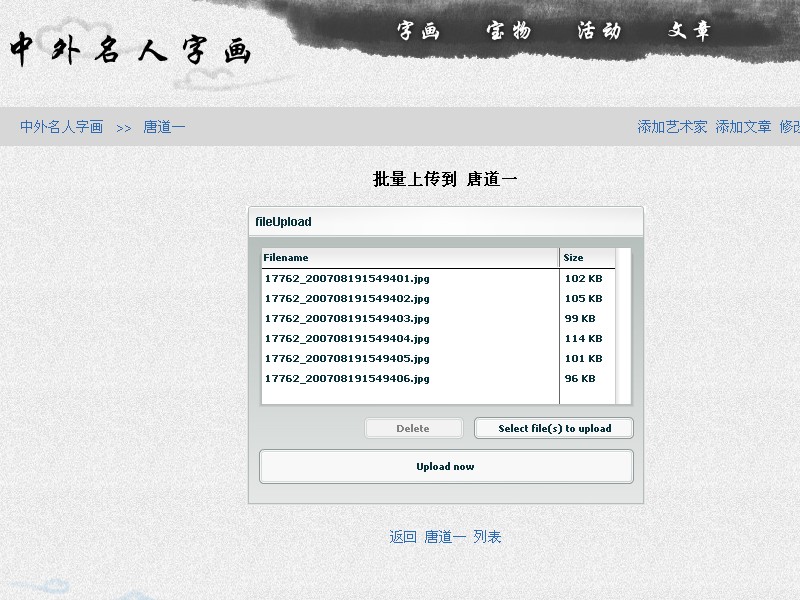 中外名人字画
字画 宝物 活动 文章
中外名人字画 >> 唐道一
添加艺术家 添加文章 修改
批量上传到 唐道一
fileUpload
Filename Size
17762_200708191549401.jpg 102 KB
17762_200708191549402.jpg 105 KB
17762_200708191549403.jpg 99 KB
17762_200708191549404.jpg 114 KB
17762_200708191549405.jpg 101 KB
17762_200708191549406.jpg 96 KB
Delete Select file(s) to upload
Upload now
返回 唐道一 列表